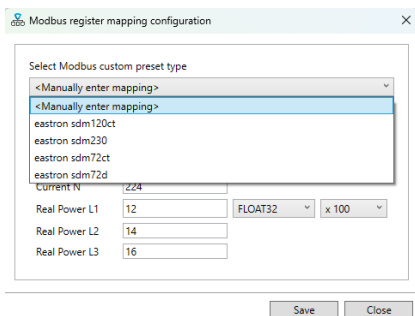 Modbus register mapping configuration
Select Modbus custom preset type
<Manually enter mapping>
<Manually enter mapping>
eastron sdm120ct
eastron sdm230
eastron sdm72ct
eastron sdm72d
Current N 224
Real Power L1 12 FLOAT32 x 100
Real Power L2 14
Real Power L3 16
Save Close